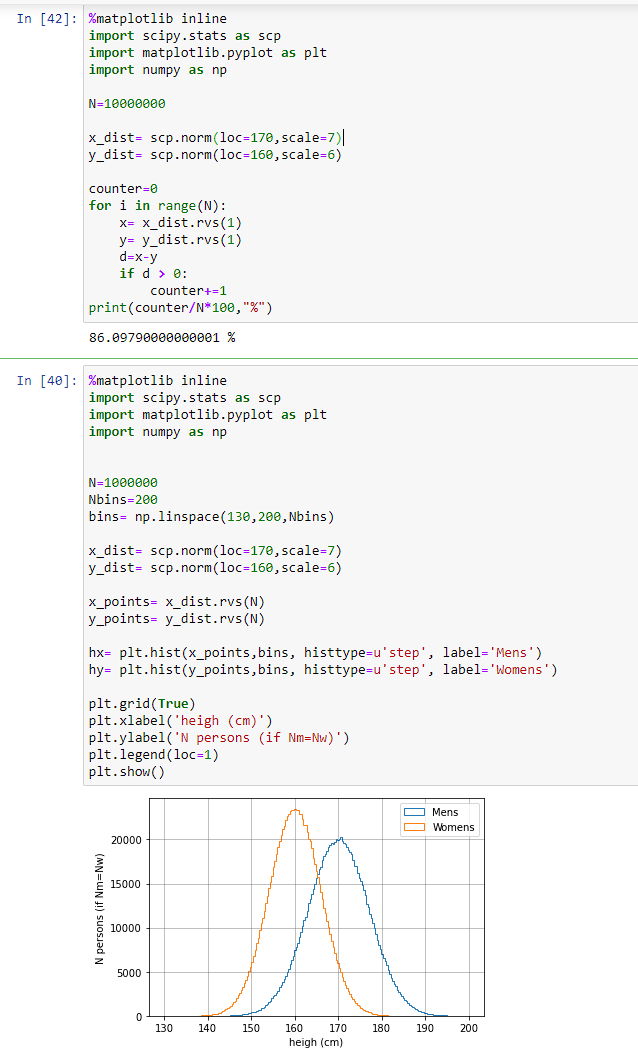 In [42]: %matplotlib inline
import scipy.stats as scp
import matplotlib.pyplot as plt
import numpy as np
N=10000000
x_dist= scp.norm(loc=170,scale=7)
y_dist= scp.norm(loc=160,scale=6)
counter=0
for i in range(N):
    x= x_dist.rvs(1)
    y= y_dist.rvs(1)
    d=x-y
    if d > 0:
        counter+=1
print(counter/N*100,"%")
86.09790000000001 %
In [40]: %matplotlib inline
import scipy.stats as scp
import matplotlib.pyplot as plt
import numpy as np
N=1000000
Nbins=200
bins= np.linspace(130,200,Nbins)
x_dist= scp.norm(loc=170,scale=7)
y_dist= scp.norm(loc=160,scale=6)
x_points= x_dist.rvs(N)
y_points= y_dist.rvs(N)
hx= plt.hist(x_points,bins, histtype=u'step', label='Mens')
hy= plt.hist(y_points,bins, histtype=u'step', label='Womens')
plt.grid(True)
plt.xlabel('heigh (cm)')
plt.ylabel('N persons (if Nm=Nw)')
plt.legend(loc=1)
plt.show()
Mens
Womens
N persons (if Nm=Nw)
20000
15000
10000
5000
0
130 140 150 160 170 180 190 200
heigh (cm)